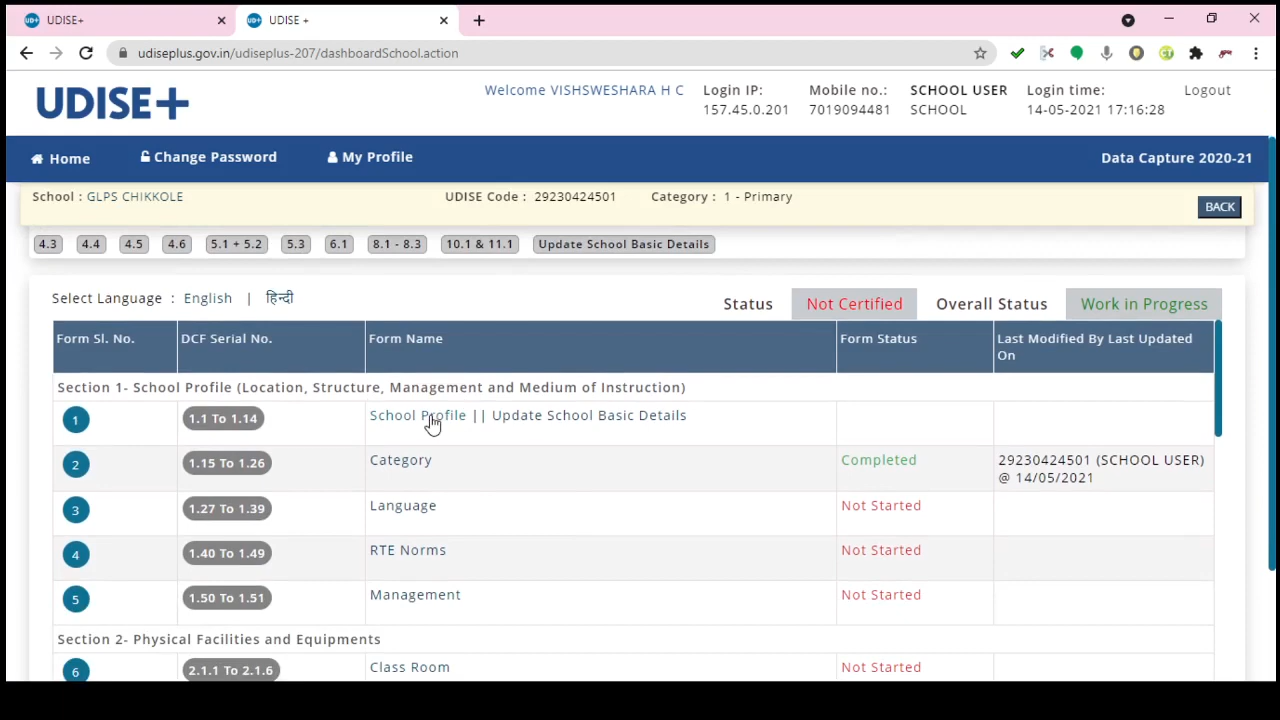 UDISE+
UDISE +
udiseplus.gov.in/udiseplus-207/dashboardSchool.action
UDISE+
Welcome VISHSWESHARA H C
Login IP:
157.45.0.201
Mobile no.:
7019094481
SCHOOL USER
SCHOOL
Login time:
14-05-2021 17:16:28
Logout
Home
Change Password
My Profile
Data Capture 2020-21
School : GLPS CHIKKOLE
UDISE Code : 29230424501
Category : 1 - Primary
BACK
4.3
4.4
4.5
4.6
5.1 + 5.2
5.3
6.1
8.1 - 8.3
10.1 & 11.1
Update School Basic Details
Select Language : English | हिन्दी
Status
Not Certified
Overall Status
Work in Progress
Form Sl. No.
DCF Serial No.
Form Name
Form Status
Last Modified By Last Updated
On
Section 1- School Profile (Location, Structure, Management and Medium of Instruction)
1
1.1 To 1.14
School Profile || Update School Basic Details
2
1.15 To 1.26
Category
Completed
29230424501 (SCHOOL USER)
@ 14/05/2021
3
1.27 To 1.39
Language
Not Started
4
1.40 To 1.49
RTE Norms
Not Started
5
1.50 To 1.51
Management
Not Started
Section 2- Physical Facilities and Equipments
6
2.1.1 To 2.1.6
Class Room
Not Started